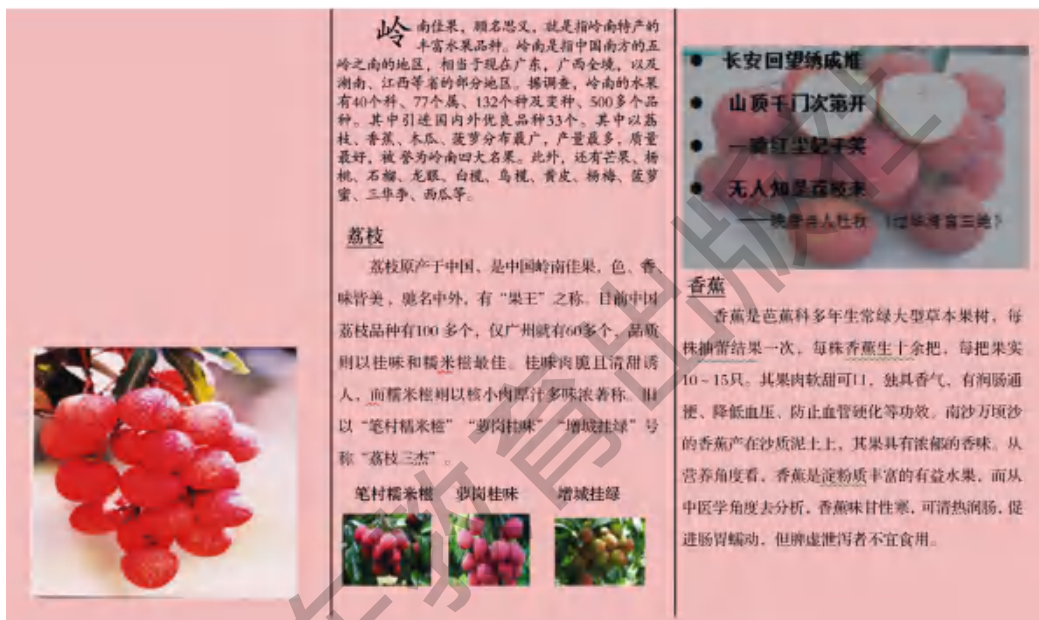 岭南佳果，顾名思义，就是指岭南特产的
丰富水果品种。岭南是指中国南方的五
岭之南的地区，相当于现在广东，广西全境，以及
湖南、江西等省的部分地区。据调查，岭南的水果
有40个科、77个属、132个种及变种、500多个品
种。其中引进国内外优良品种33个。其中以荔
枝、香蕉、木瓜、菠萝分布最广，产量最多，质量
最好，被誉为岭南四大名果。此外，还有芒果、杨
桃、石榴、龙眼、白榄、乌榄、黄皮、杨梅、菠萝
蜜、三华李、西瓜等。
荔枝
荔枝原产于中国、是中国岭南佳果，色、香
味皆美，驰名中外，有“果王”之称。目前中国
荔枝品种有100 多个，仅广州就有60多个，品质
则以桂味和糯米糍最佳。桂味肉脆且清甜诱
人，而糯米糍则以核小肉厚汁多味浓著称。旧
以“笔村糯米糍”“萝岗桂味”“增城挂绿”号
称“荔枝三杰”。
笔村糯米糍 萝岗桂味 增城挂绿
● 长安回望绣成堆
● 山顶千门次第开
● 一骑红尘妃子笑
● 无人知是荔枝来
——晚唐诗人杜牧 《过华清宫三绝》
香蕉
香蕉是芭蕉科多年生常绿大型草本果树，每
株抽蕾结果一次，每株香蕉生十余把，每把果实
10～15只。其果肉软甜可口，独具香气，有润肠通
便、降低血压、防止血管硬化等功效。南沙万顷沙
的香蕉产在沙质泥土上，其果具有浓郁的香味。从
营养角度看，香蕉是淀粉质丰富的有益水果，而从
中医学角度去分析，香蕉味甘性寒，可清热润肠，促
进肠胃蠕动，但脾虚泄泻者不宜食用。
教育出版社